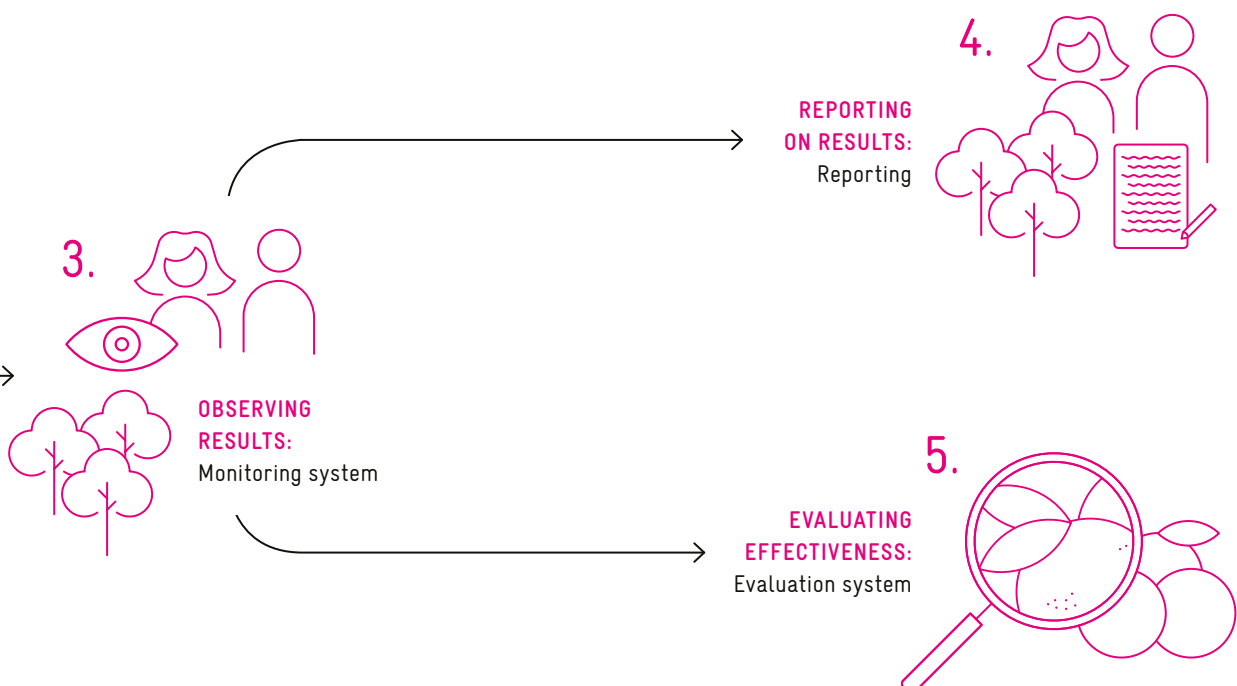 3.
OBSERVING
RESULTS:
Monitoring system
4.
REPORTING
ON RESULTS:
Reporting
5.
EVALUATING
EFFECTIVENESS:
Evaluation system